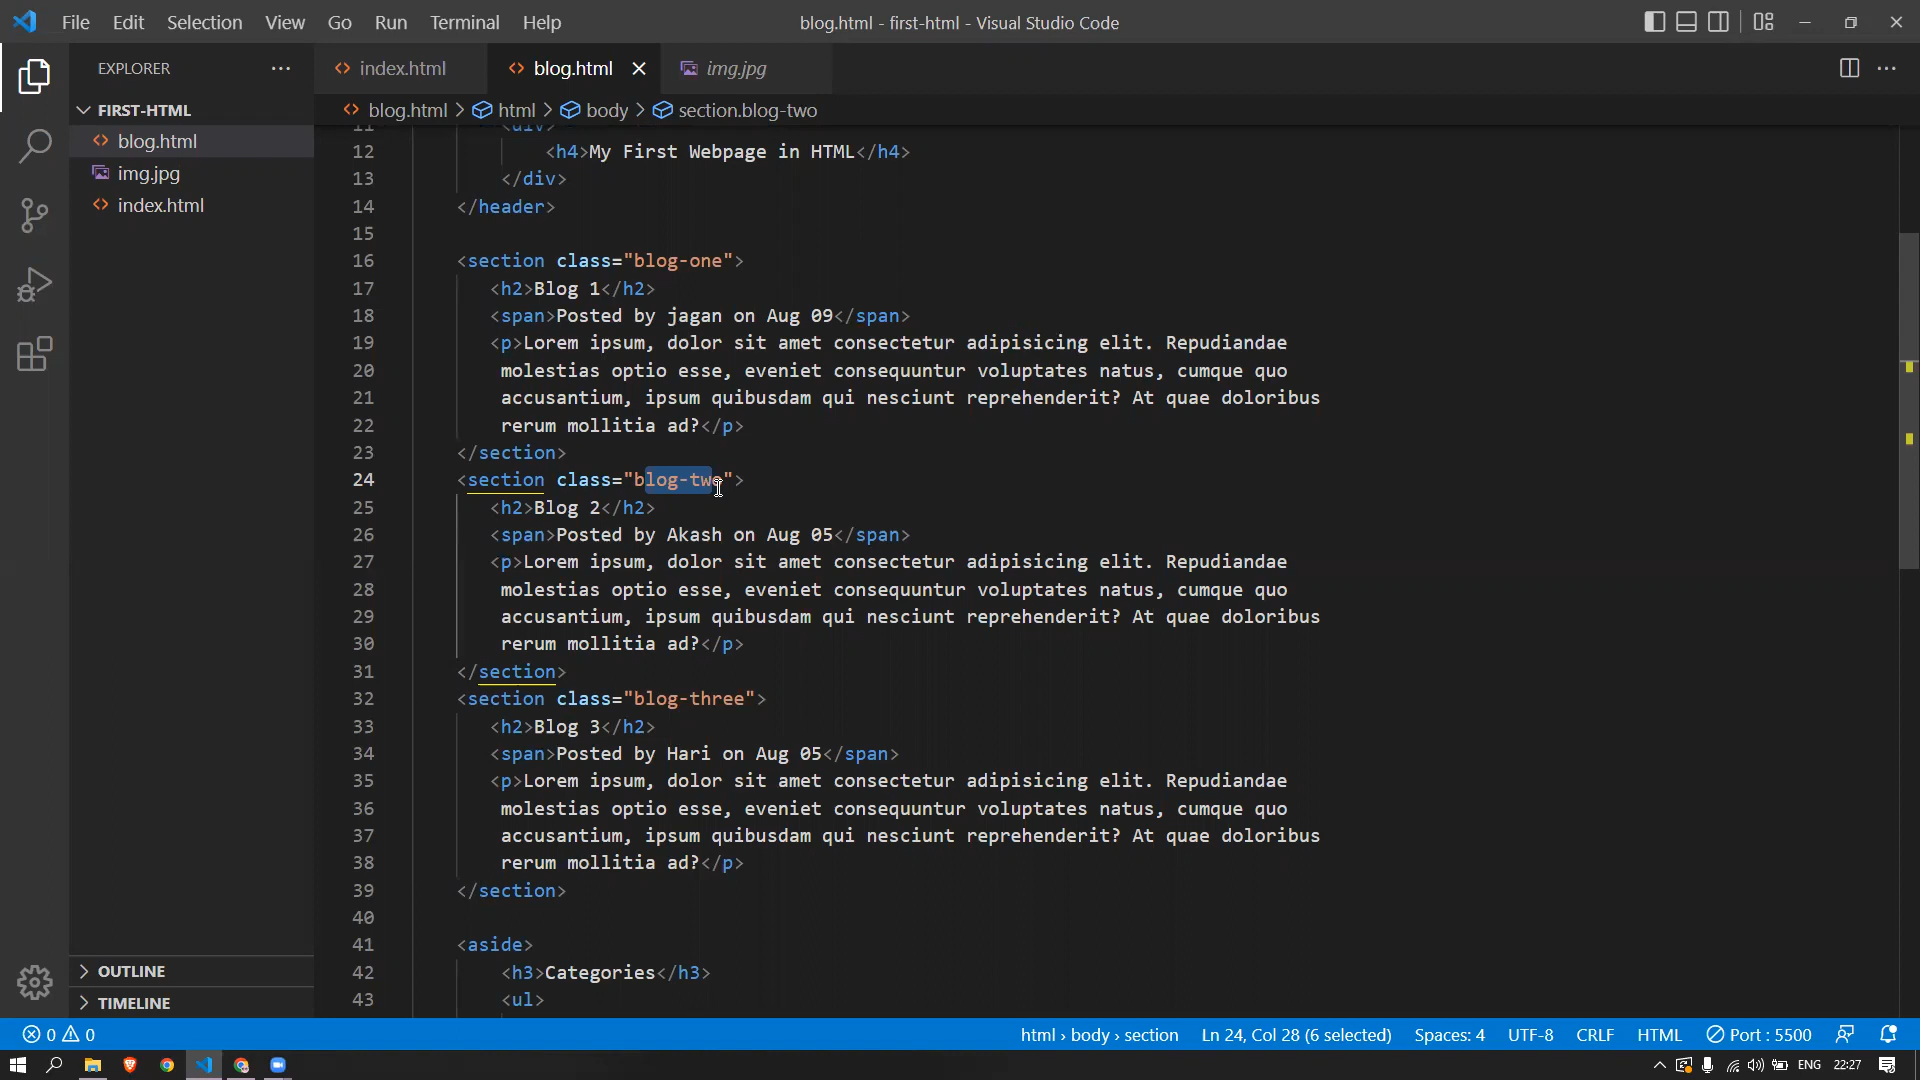 File Edit Selection View Go Run Terminal Help
blog.html - first-html - Visual Studio Code
EXPLORER
FIRST-HTML
blog.html
img.jpg
index.html
OUTLINE
TIMELINE
index.html blog.html img.jpg
blog.html > html > body > section.blog-two
11 <div>
12 <h4>My First Webpage in HTML</h4>
13 </div>
14 </header>
15
16 <section class="blog-one">
17 <h2>Blog 1</h2>
18 <span>Posted by jagan on Aug 09</span>
19 <p>Lorem ipsum, dolor sit amet consectetur adipisicing elit. Repudiandae
20 molestias optio esse, eveniet consequuntur voluptates natus, cumque quo
21 accusantium, ipsum quibusdam qui nesciunt reprehenderit? At quae doloribus
22 rerum mollitia ad?</p>
23 </section>
24 <section class="blog-two">
25 <h2>Blog 2</h2>
26 <span>Posted by Akash on Aug 05</span>
27 <p>Lorem ipsum, dolor sit amet consectetur adipisicing elit. Repudiandae
28 molestias optio esse, eveniet consequuntur voluptates natus, cumque quo
29 accusantium, ipsum quibusdam qui nesciunt reprehenderit? At quae doloribus
30 rerum mollitia ad?</p>
31 </section>
32 <section class="blog-three">
33 <h2>Blog 3</h2>
34 <span>Posted by Hari on Aug 05</span>
35 <p>Lorem ipsum, dolor sit amet consectetur adipisicing elit. Repudiandae
36 molestias optio esse, eveniet consequuntur voluptates natus, cumque quo
37 accusantium, ipsum quibusdam qui nesciunt reprehenderit? At quae doloribus
38 rerum mollitia ad?</p>
39 </section>
40
41 <aside>
42 <h3>Categories</h3>
43 <ul>
0 0 html > body > section Ln 24, Col 28 (6 selected) Spaces: 4 UTF-8 CRLF HTML Port : 5500
ENG 22:27